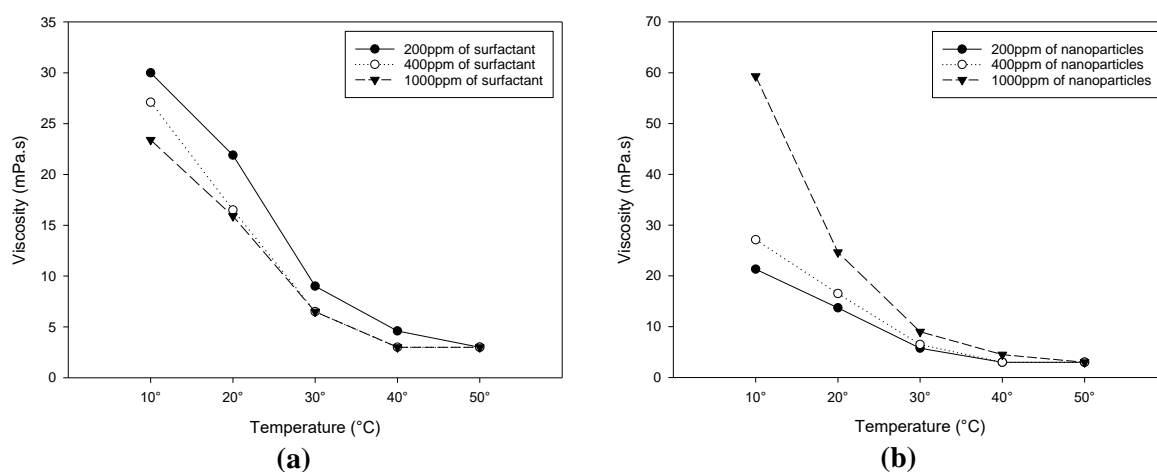 35
30
25
20
15
10
5
0
Viscosity (mPa.s)
200ppm of surfactant
400ppm of surfactant
1000ppm of surfactant
10° 20° 30° 40° 50°
Temperature (°C)
(a)
70
60
50
40
30
20
10
0
Viscosity (mPa.s)
200ppm of nanoparticles
400ppm of nanoparticles
1000ppm of nanoparticles
10° 20° 30° 40° 50°
Temperature (°C)
(b)